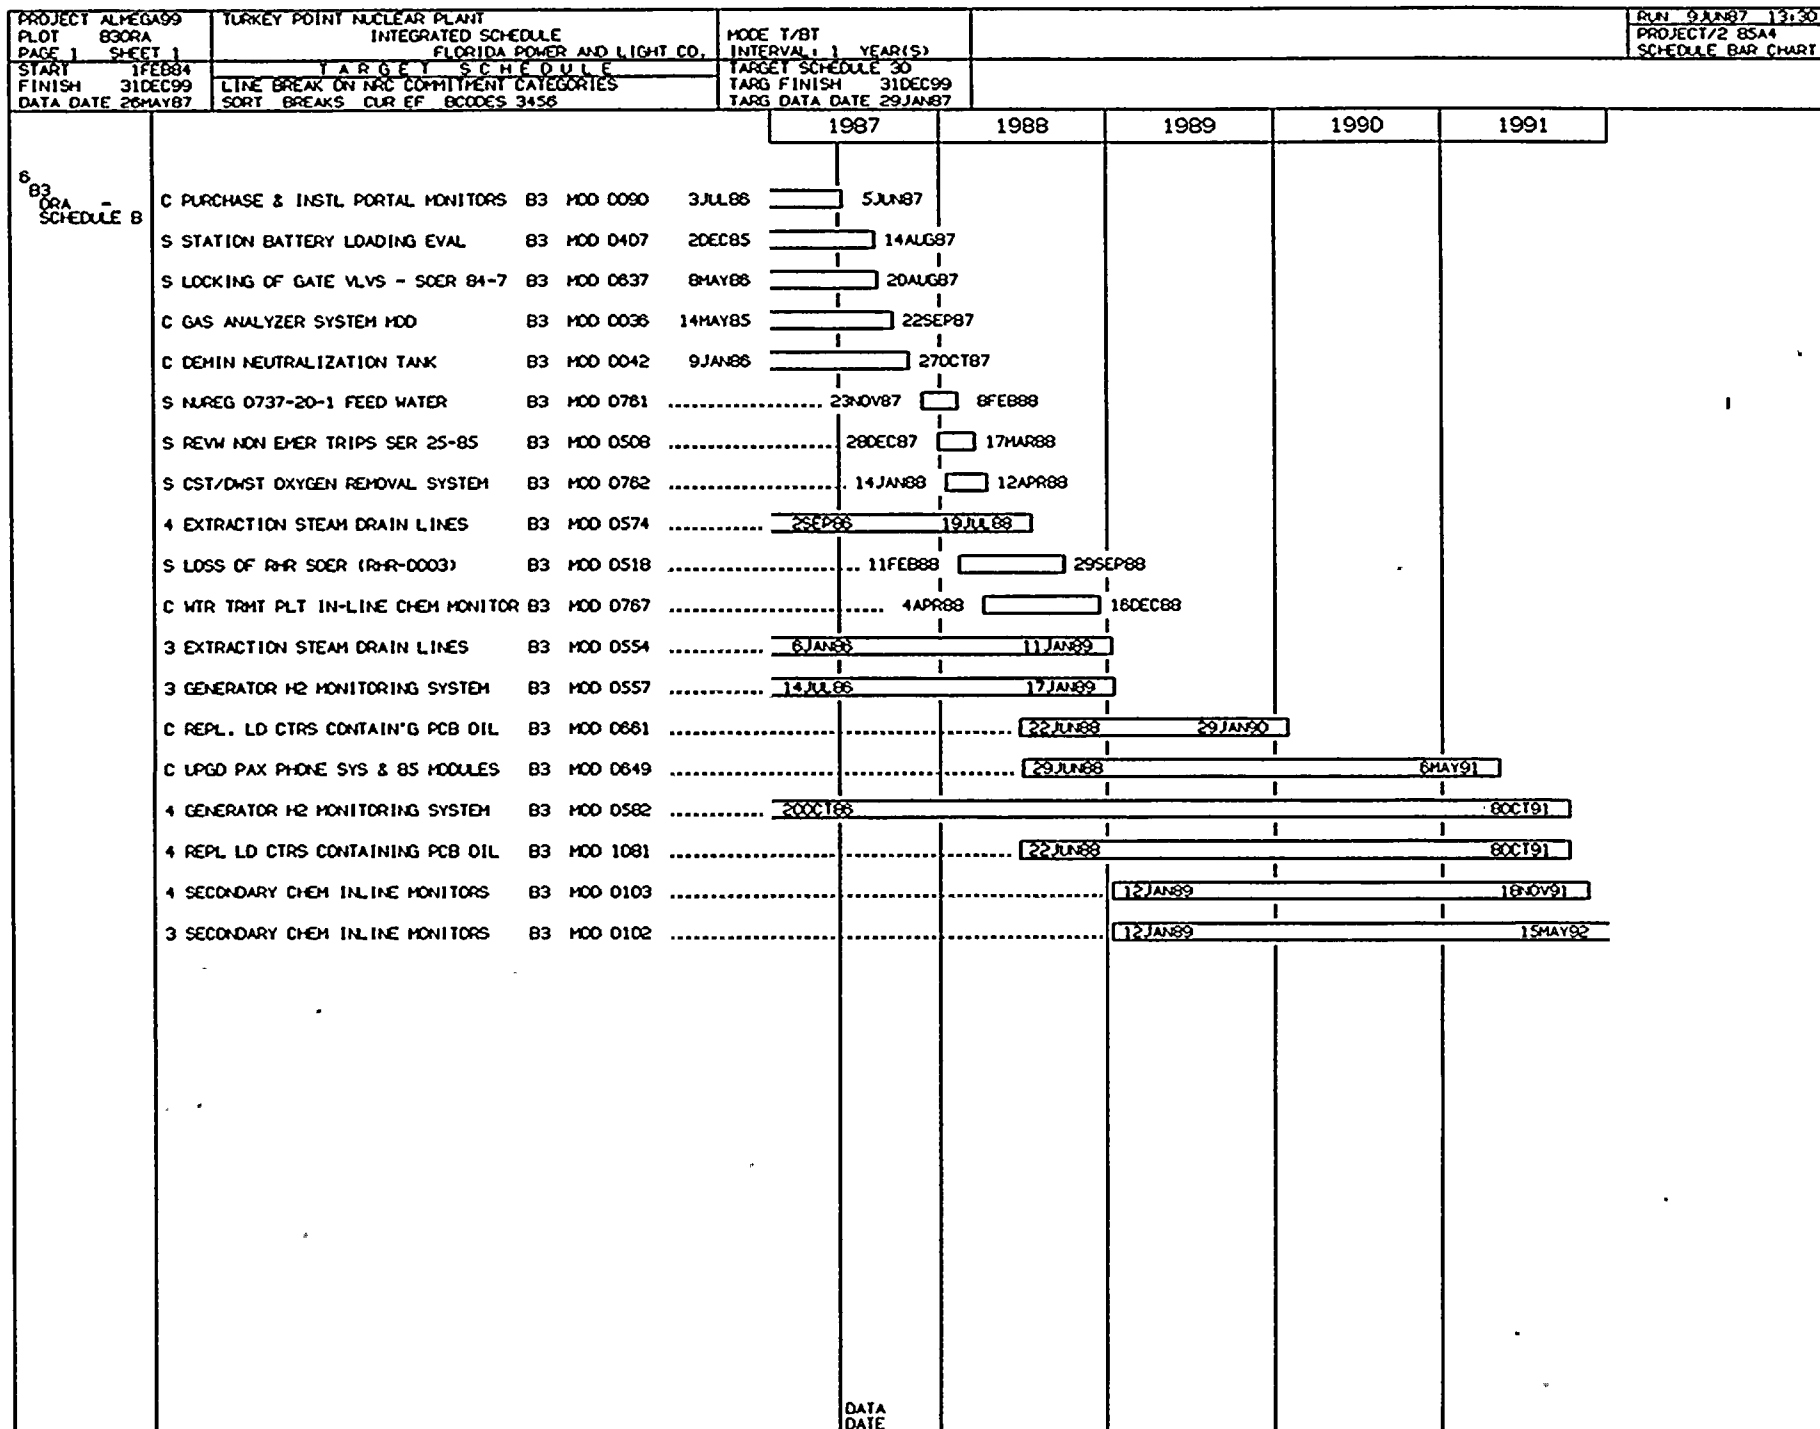 PROJECT ALMEGA99 TURKEY POINT NUCLEAR PLANT RUN 9JUN87 13:30
PLOT 830RA INTEGRATED SCHEDULE MODE T/BT PROJECT/2 85A4
PAGE 1 SHEET 1 FLORIDA POWER AND LIGHT CO. INTERVAL: 1 YEAR(S) SCHEDULE BAR CHART
START 1FEB84 T A R G E T S C H E D U L E TARGET SCHEDULE 30
FINISH 31DEC99 LINE BREAK ON NRC COMMITMENT CATEGORIES TARG FINISH 31DEC99
DATA DATE 26MAY87 SORT BREAKS CUR EF BCODES 3456 TARG DATA DATE 29JAN87
1987 1988 1989 1990 1991
6
B3
ORA -
SCHEDULE B
C PURCHASE & INSTL PORTAL MONITORS B3 MOD 0090 3JUL86 5JUN87
S STATION BATTERY LOADING EVAL B3 MOD 0407 2DEC85 14AUG87
S LOCKING OF GATE VLVS - SOER 84-7 B3 MOD 0637 8MAY86 20AUG87
C GAS ANALYZER SYSTEM MOD B3 MOD 0036 14MAY85 22SEP87
C DEMIN NEUTRALIZATION TANK B3 MOD 0042 9JAN86 27OCT87
S NUREG 0737-20-1 FEED WATER B3 MOD 0761 23NOV87 8FEB88
S REVW NON EMER TRIPS SER 25-85 B3 MOD 0508 28DEC87 17MAR88
S CST/DWST OXYGEN REMOVAL SYSTEM B3 MOD 0762 14JAN88 12APR88
4 EXTRACTION STEAM DRAIN LINES B3 MOD 0574 2SEP86 19JUL88
S LOSS OF RHR SOER (RHR-0003) B3 MOD 0518 11FEB88 29SEP88
C WTR TRMT PLT IN-LINE CHEM MONITOR B3 MOD 0767 4APR88 16DEC88
3 EXTRACTION STEAM DRAIN LINES B3 MOD 0554 6JAN86 11JAN89
3 GENERATOR H2 MONITORING SYSTEM B3 MOD 0557 14JUL86 17JAN89
C REPL. LD CTRS CONTAIN'G PCB OIL B3 MOD 0661 22JUN88 29JAN90
C UPGD PAX PHONE SYS & 85 MODULES B3 MOD 0649 29JUN88 6MAY91
4 GENERATOR H2 MONITORING SYSTEM B3 MOD 0582 20OCT86 8OCT91
4 REPL LD CTRS CONTAINING PCB OIL B3 MOD 1081 22JUN88 8OCT91
4 SECONDARY CHEM INLINE MONITORS B3 MOD 0103 12JAN89 18NOV91
3 SECONDARY CHEM INLINE MONITORS B3 MOD 0102 12JAN89 15MAY92
DATA
DATE